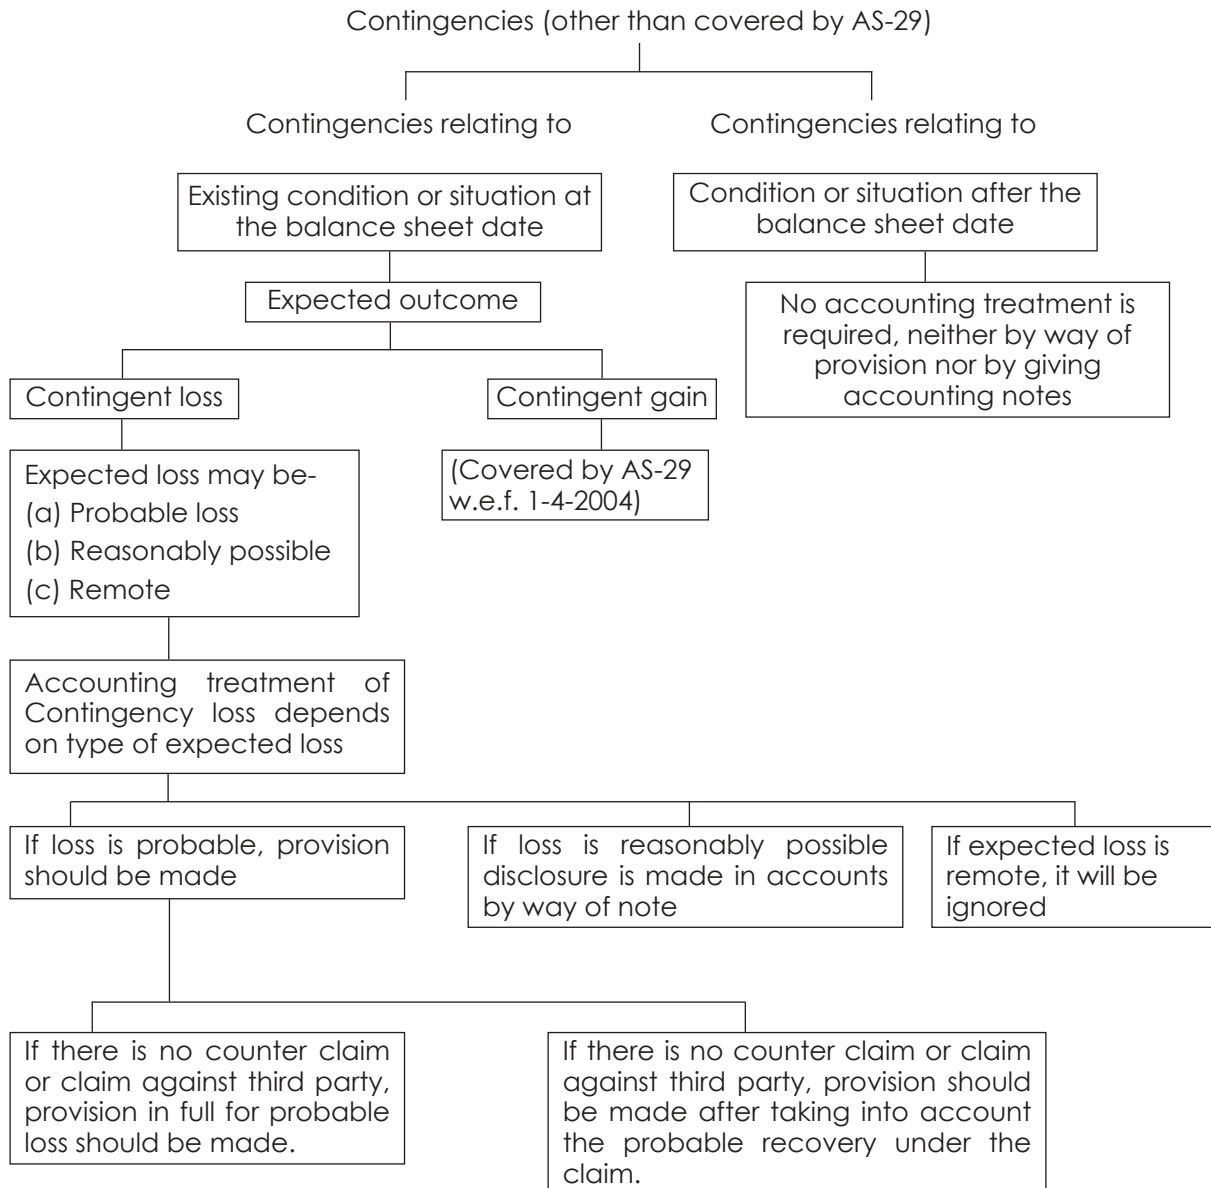 Contingencies (other than covered by AS-29)
Contingencies relating to
Contingencies relating to
Existing condition or situation at
the balance sheet date
Condition or situation after the
balance sheet date
Expected outcome
No accounting treatment is
required, neither by way of
provision nor by giving
accounting notes
Contingent loss
Contingent gain
Expected loss may be-
(a) Probable loss
(b) Reasonably possible
(c) Remote
(Covered by AS-29
w.e.f. 1-4-2004)
Accounting treatment of
Contingency loss depends
on type of expected loss
If loss is probable, provision
should be made
If loss is reasonably possible
disclosure is made in accounts
by way of note
If expected loss is
remote, it will be
ignored
If there is no counter claim
or claim against third party,
provision in full for probable
loss should be made.
If there is no counter claim or claim
against third party, provision should
be made after taking into account
the probable recovery under the
claim.